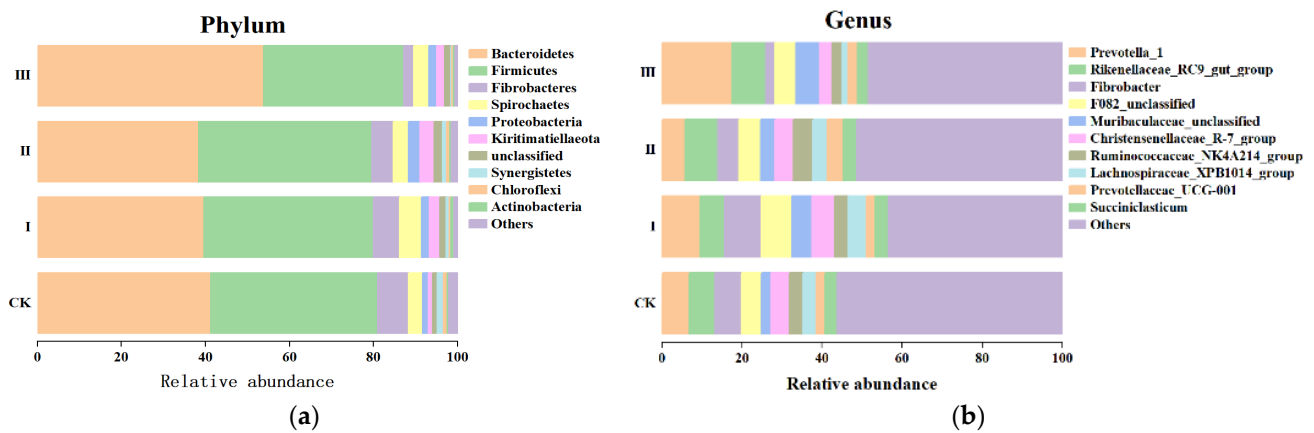 Phylum
III
II
I
CK
0 20 40 60 80 100
Relative abundance
Bacteroidetes
Firmicutes
Fibrobacteres
Spirochaetes
Proteobacteria
Kiritimatiellaeota
unclassified
Synergistetes
Chloroflexi
Actinobacteria
Others
(a)
Genus
III
II
I
CK
0 20 40 60 80 100
Relative abundance
Prevotella_1
Rikenellaceae_RC9_gut_group
Fibrobacter
F082_unclassified
Muribaculaceae_unclassified
Christensenellaceae_R-7_group
Ruminococcaceae_NK4A214_group
Lachnospiraceae_XPB1014_group
Prevotellaceae_UCG-001
Succiniclasticum
Others
(b)